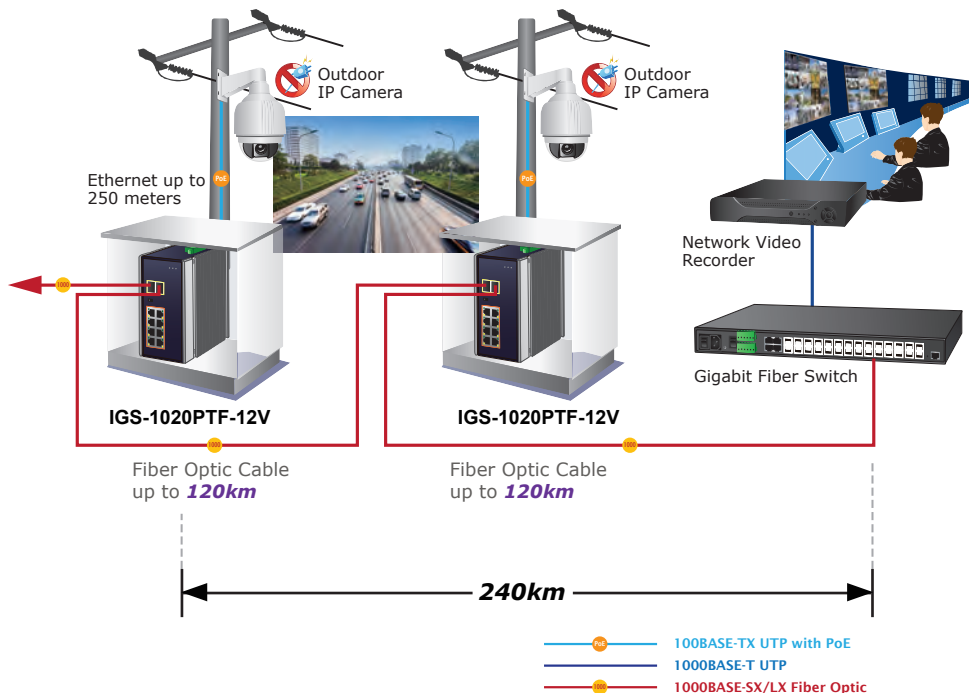 Outdoor
IP Camera
Outdoor
IP Camera
Ethernet up to
250 meters
PoE
PoE
Network Video
Recorder
1000
Gigabit Fiber Switch
IGS-1020PTF-12V
IGS-1020PTF-12V
1000
1000
Fiber Optic Cable
up to 120km
Fiber Optic Cable
up to 120km
240km
PoE
100BASE-TX UTP with PoE
1000BASE-T UTP
1000
1000BASE-SX/LX Fiber Optic